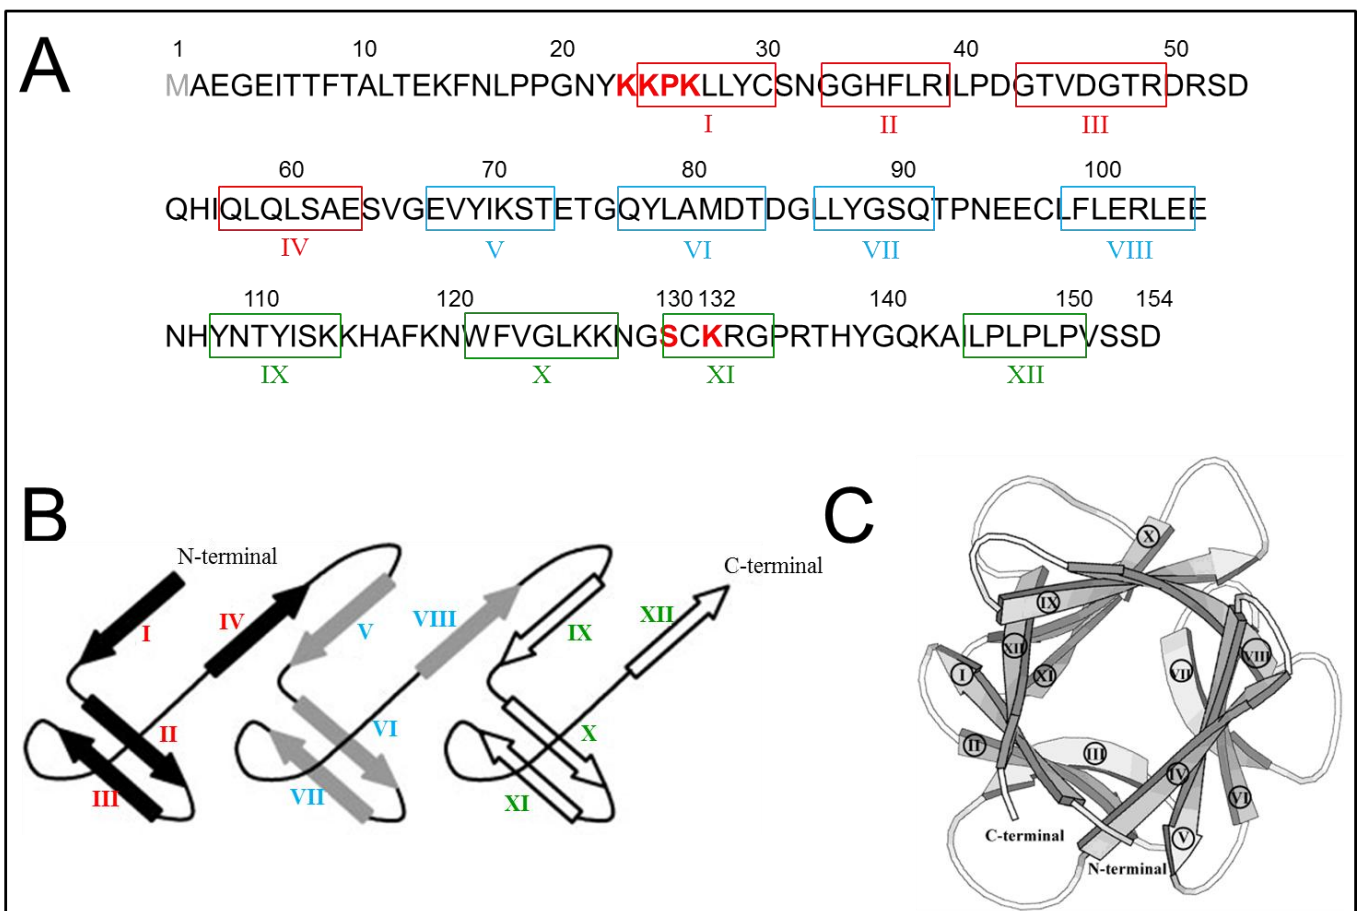 A
1 10 20 30 40 50
MAEGEITTFTALTEKFNLPPGNYKKPKLLYCSNGGHFLRILPDGTVDGTRDRSD
I II III
60 70 80 90 100
QHIQLQLSAESVGEVYIKSTETGQYLAMDTDGLLYGSQTPNEECLFLERLEE
IV V VI VII VIII
110 120 130 132 140 150 154
NHYNTYISKKHAFKNWFVGLKKNGSCKRGPRTHYGQKAILPLPLPVSSD
IX X XI XII
B
N-terminal
C-terminal
I IV V VIII IX XII
II VI X
III VII XI
C
X
IX
XII VIII
I XI VII
II III
IV
VI
V
C-terminal
N-terminal